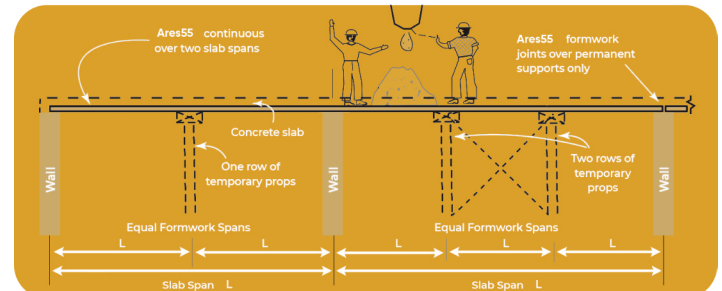 Ares55 continuous
over two slab spans
Ares55 formwork
joints over permanent
supports only
Concrete slab
One row of
temporary props
Two rows of
temporary
props
Wall
Wall
Wall
Equal Formwork Spans
Equal Formwork Spans
L
L
L
L
L
Slab Span L
Slab Span L